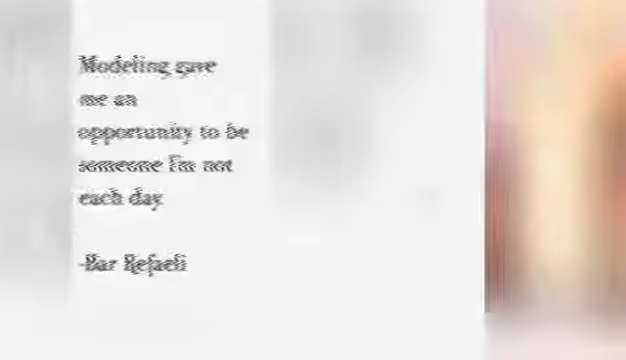 Modeling gave
me an
opportunity to be
someone I'm not
each day.
-Bar Refaeli